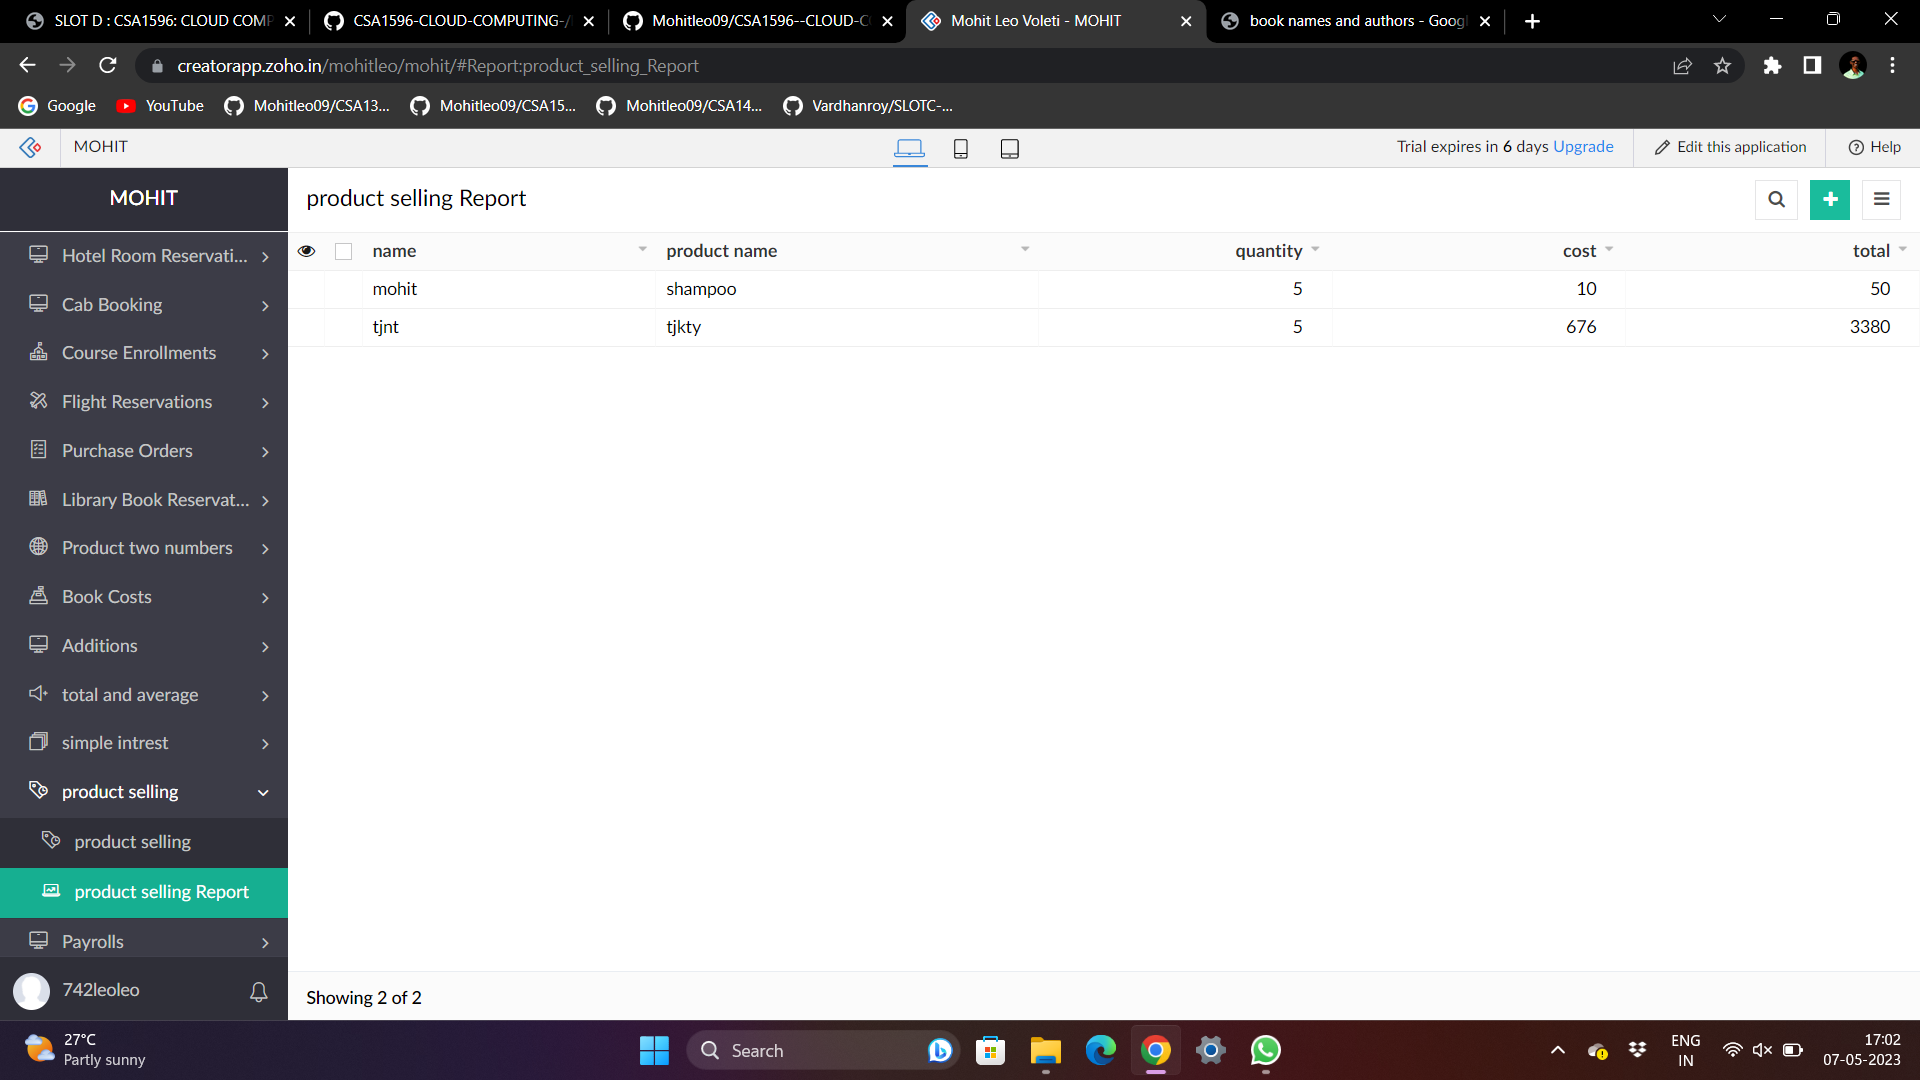 SLOT D : CSA1596: CLOUD COMP
CSA1596-CLOUD-COMPUTING-/
Mohitleo09/CSA1596--CLOUD-C
Mohit Leo Voleti - MOHIT
book names and authors - Goog
creatorapp.zoho.in/mohitleo/mohit/#Report:product_selling_Report
Google
YouTube
Mohitleo09/CSA13...
Mohitleo09/CSA15...
Mohitleo09/CSA14...
Vardhanroy/SLOTC-...
MOHIT
Trial expires in 6 days Upgrade
Edit this application
Help
MOHIT
Hotel Room Reservati...
Cab Booking
Course Enrollments
Flight Reservations
Purchase Orders
Library Book Reservat...
Product two numbers
Book Costs
Additions
total and average
simple intrest
product selling
product selling
product selling Report
Payrolls
742leoleo
product selling Report
name product name quantity cost total
mohit shampoo 5 10 50
tjnt tjkty 5 676 3380
Showing 2 of 2
27°C
Partly sunny
Search
ENG
IN
17:02
07-05-2023